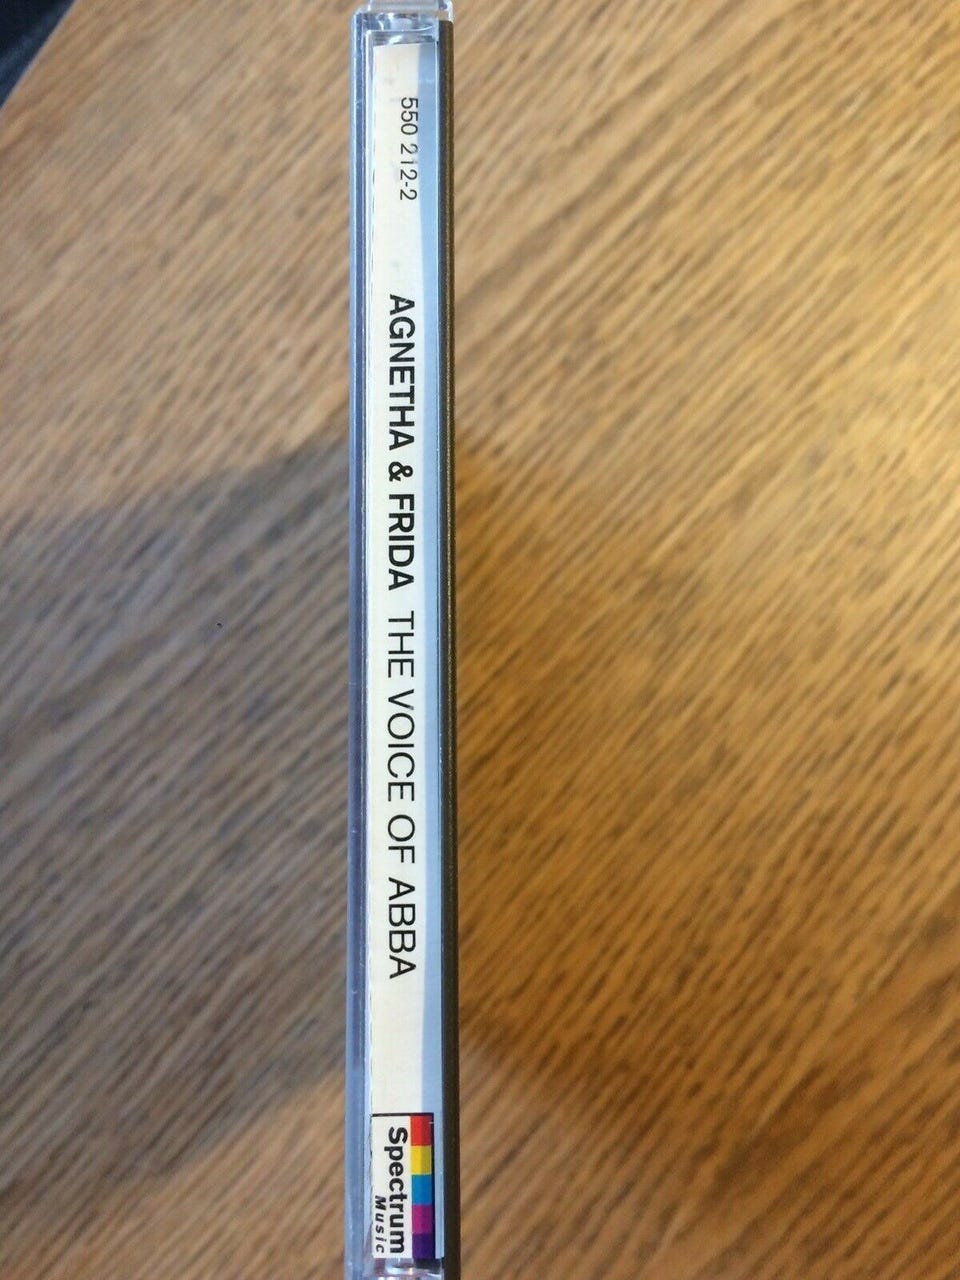 550 212-2
AGNETHA & FRIDA THE VOICE OF ABBA
Spectrum
Music